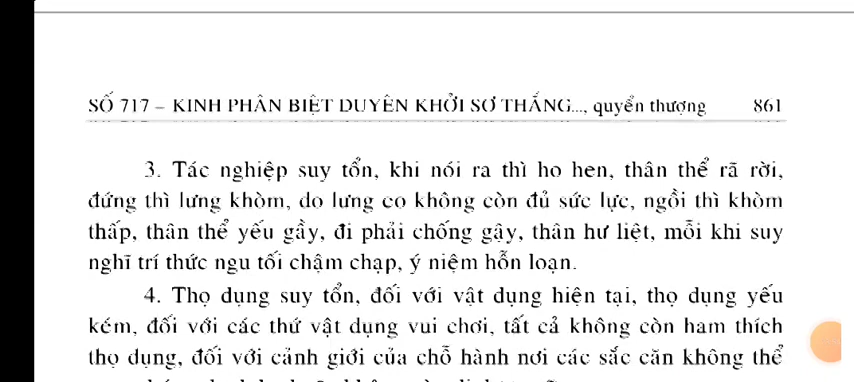 SỐ 717 – KINH PHÂN BIỆT DUYÊN KHỞI SƠ THẮNG..., quyển thượng 861
3. Tác nghiệp suy tổn, khi nói ra thì ho hen, thân thể rã rời,
đứng thì lưng khòm, do lưng co không còn đủ sức lực, ngồi thì khòm
thấp, thân thể yếu gầy, đi phải chống gậy, thân hư liệt, mỗi khi suy
nghĩ trí thức ngu tối chậm chạp, ý niệm hỗn loạn.
4. Thọ dụng suy tổn, đối với vật dụng hiện tại, thọ dụng yếu
kém, đối với các thứ vật dụng vui chơi, tất cả không còn ham thích
thọ dụng, đối với cảnh giới của chỗ hành nơi các sắc căn không thể